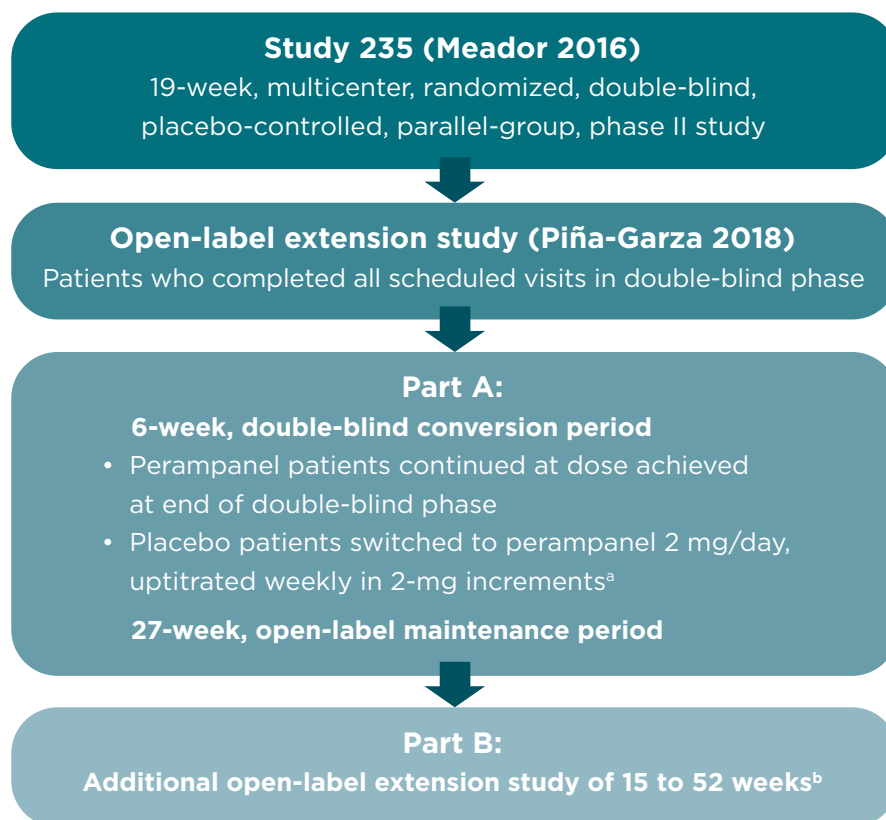 Study 235 (Meador 2016)
19-week, multicenter, randomized, double-blind,
placebo-controlled, parallel-group, phase II study
Open-label extension study (Piña-Garza 2018)
Patients who completed all scheduled visits in double-blind phase
Part A:
6-week, double-blind conversion period
• Perampanel patients continued at dose achieved
at end of double-blind phase
• Placebo patients switched to perampanel 2 mg/day,
uptitrated weekly in 2-mg incrementsᵃ
27-week, open-label maintenance period
Part B:
Additional open-label extension study of 15 to 52 weeksᵇ